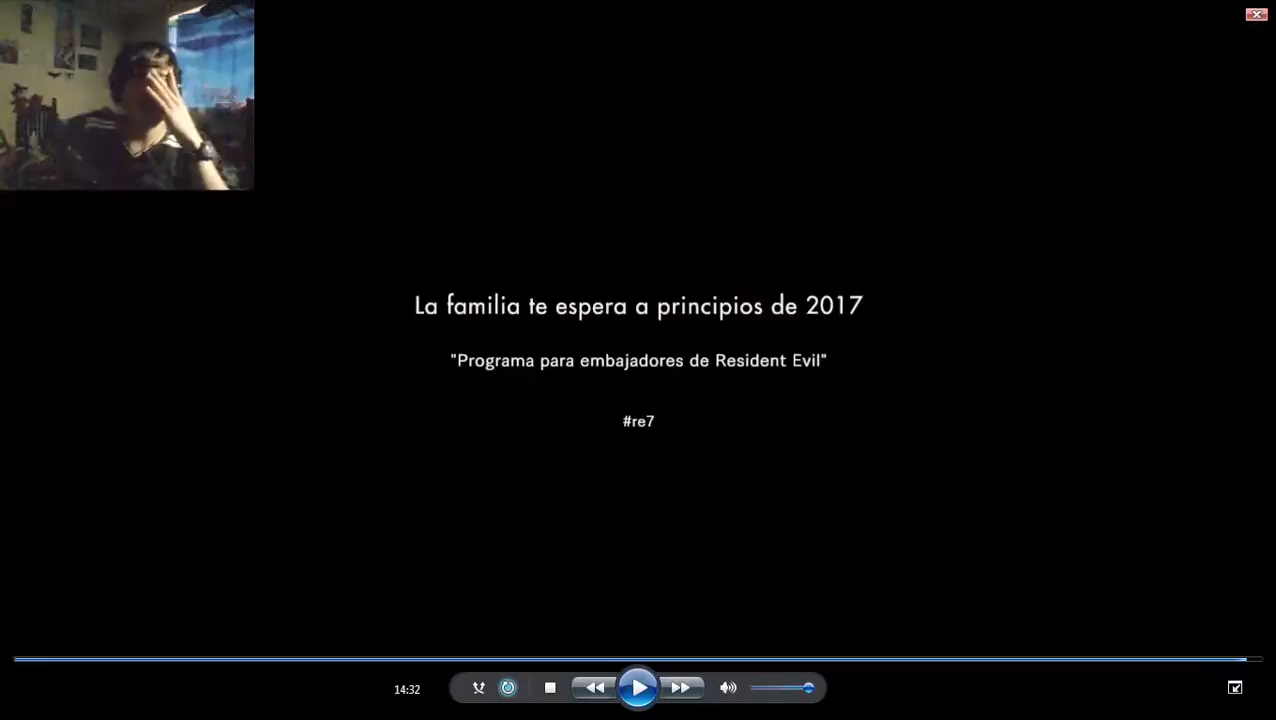 La familia te espera a principios de 2017
"Programa para embajadores de Resident Evil"
#re7
14:32